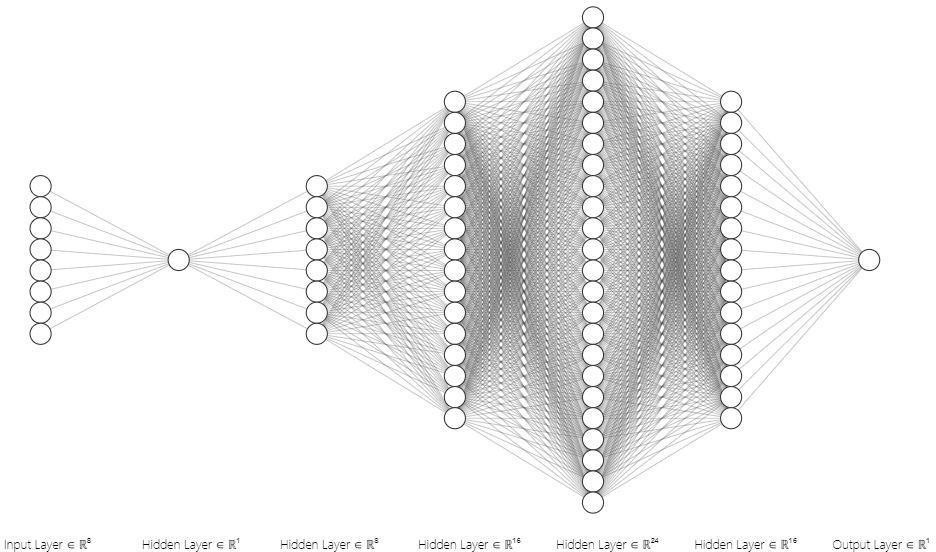 Input Layer ∈ ℝ⁸
Hidden Layer ∈ ℝ¹
Hidden Layer ∈ ℝ⁸
Hidden Layer ∈ ℝ¹⁶
Hidden Layer ∈ ℝ²⁴
Hidden Layer ∈ ℝ¹⁶
Output Layer ∈ ℝ¹